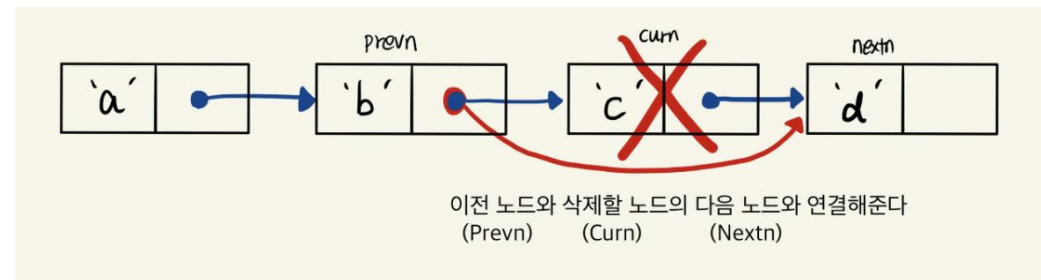 prevn curn nextn
'a' 'b' 'c' 'd'
이전 노드와 삭제할 노드의 다음 노드와 연결해준다
(Prevn) (Curn) (Nextn)